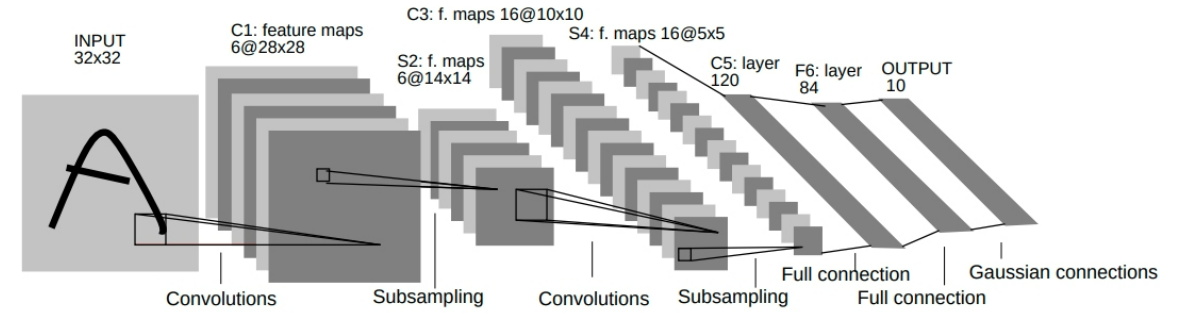 INPUT
32x32
C1: feature maps
6@28x28
S2: f. maps
6@14x14
C3: f. maps 16@10x10
S4: f. maps 16@5x5
C5: layer
120
F6: layer
84
OUTPUT
10
Convolutions
Subsampling
Convolutions
Subsampling
Full connection
Full connection
Gaussian connections